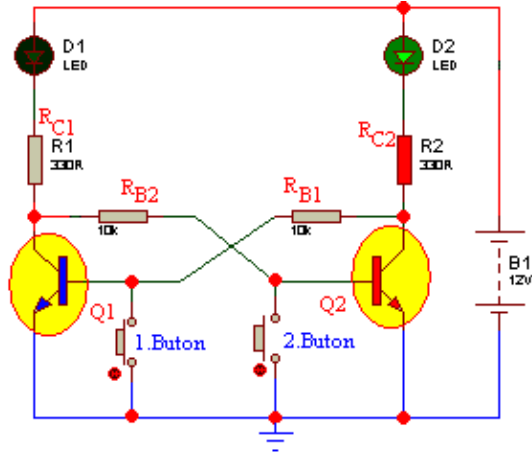 D1
LED
D2
LED
RC1
R1
330R
RC2
R2
330R
RB2
10k
RB1
10k
B1
12V
Q1
1.Buton
2.Buton
Q2